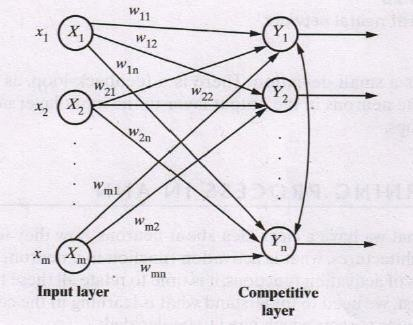 w11
x1 X1 Y1
w12
w1n
w21 w22
x2 X2 Y2
w2n
wm1
wm2
xm Xm Yn
wmn
Input layer Competitive
layer